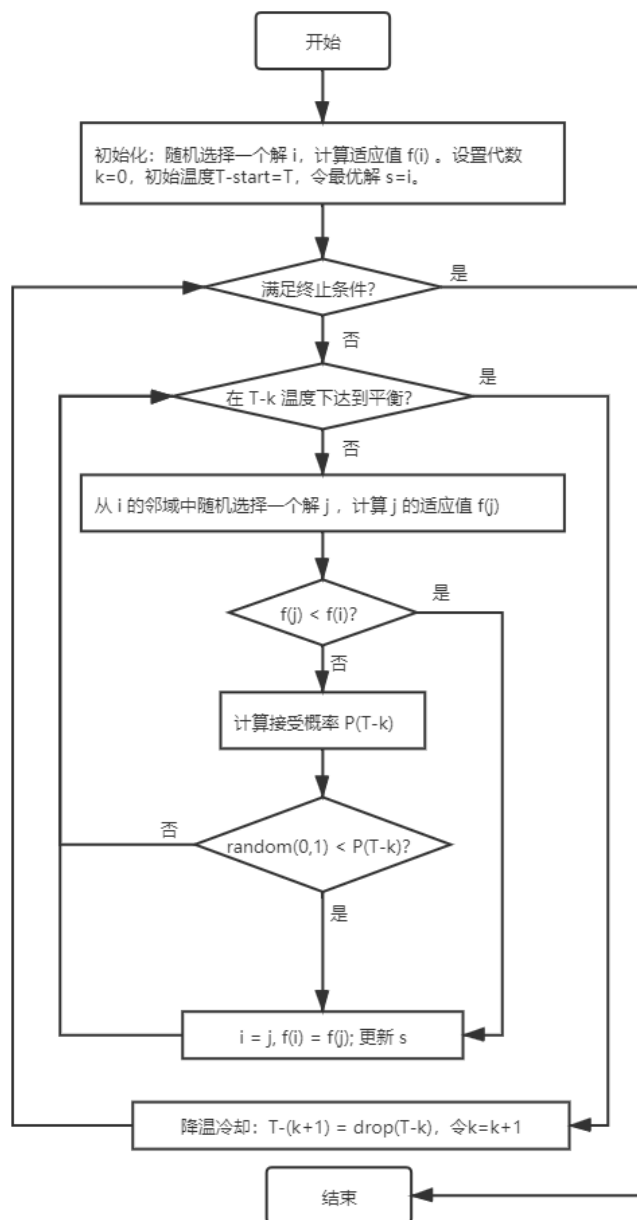 开始
初始化：随机选择一个解 i，计算适应值 f(i) 。设置代数
k=0，初始温度T-start=T，令最优解 s=i。
满足终止条件?
是
否
在 T-k 温度下达到平衡?
是
否
从 i 的邻域中随机选择一个解 j ，计算 j 的适应值 f(j)
f(j) < f(i)?
是
否
计算接受概率 P(T-k)
否
random(0,1) < P(T-k)?
是
i = j, f(i) = f(j); 更新 s
降温冷却：T-(k+1) = drop(T-k)，令k=k+1
结束